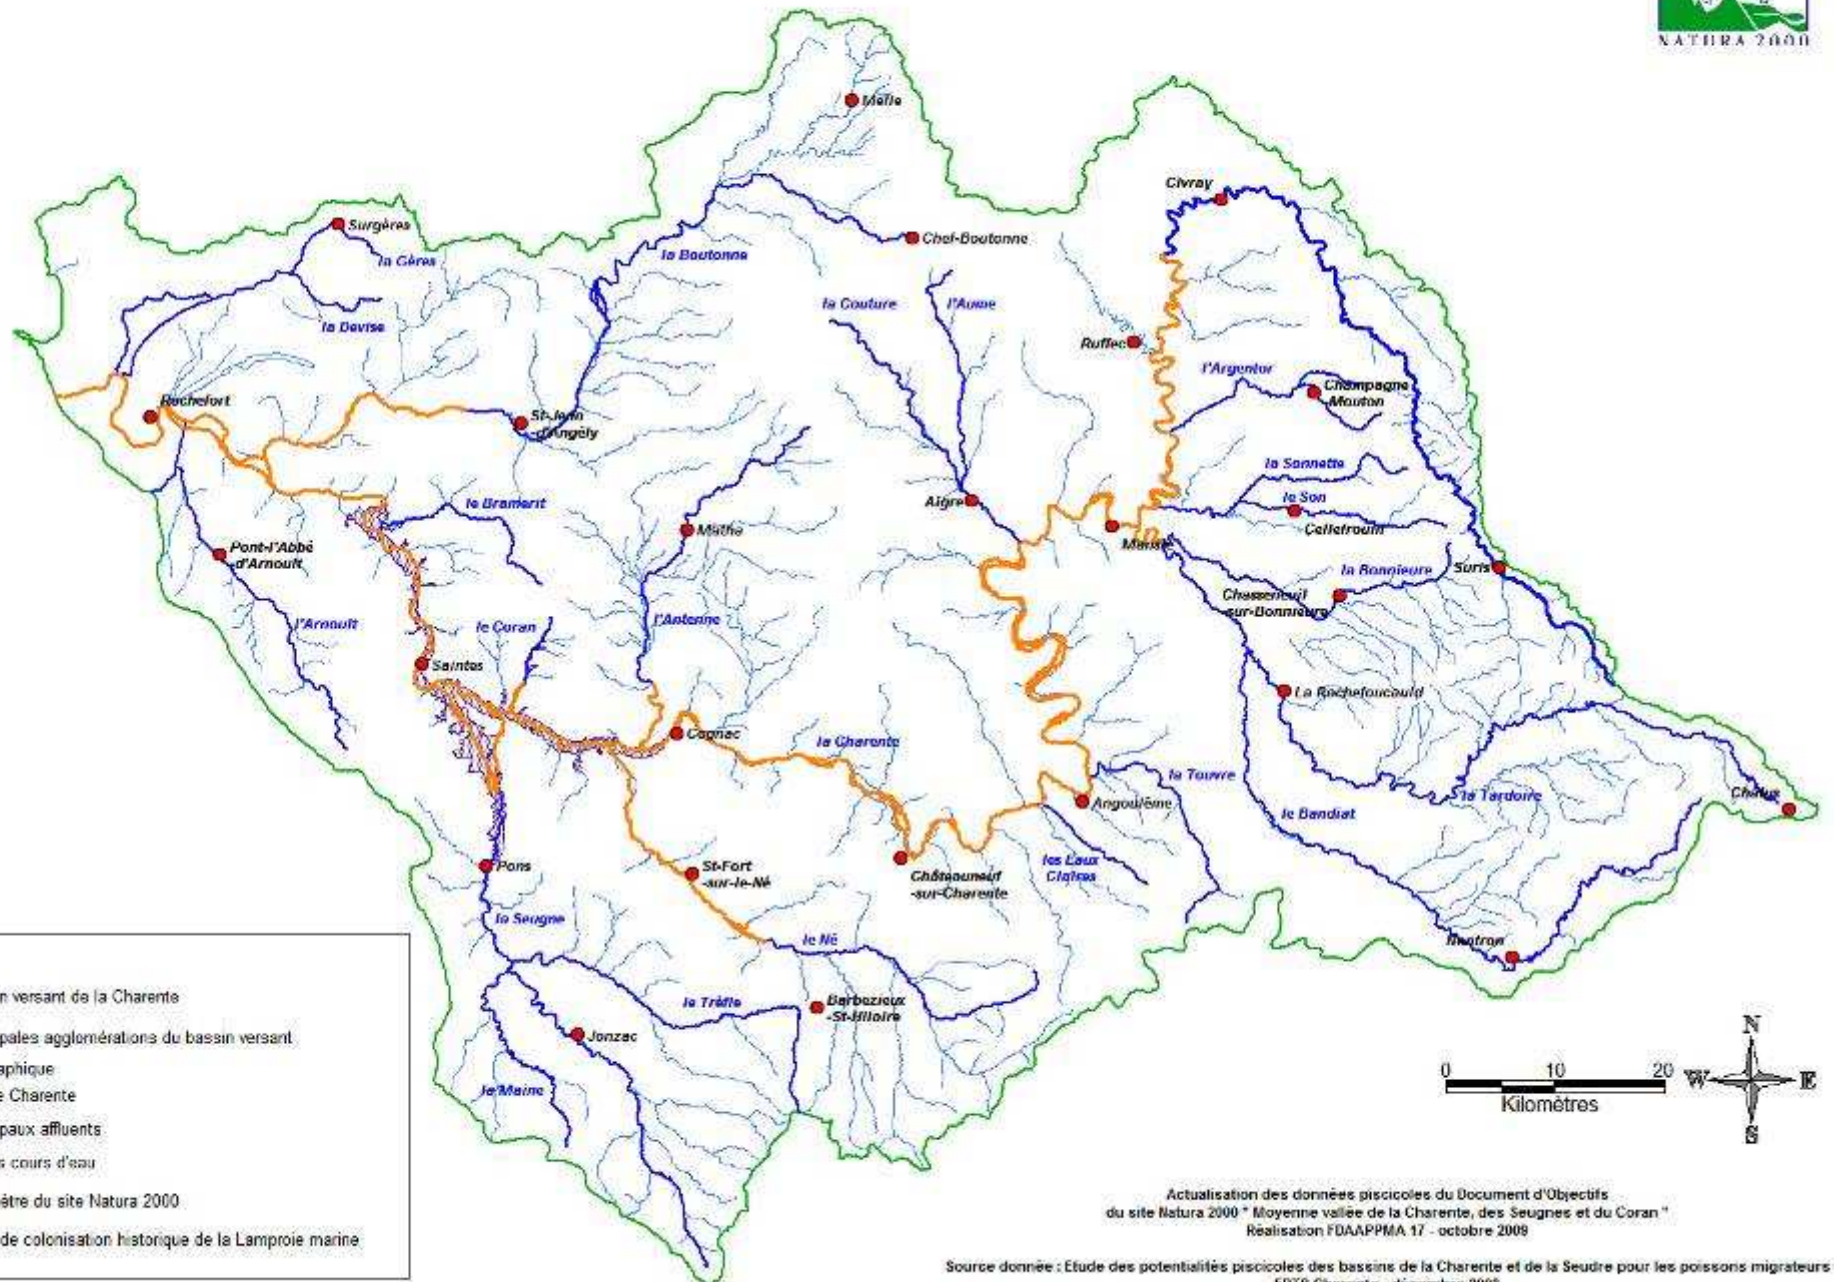 NATURA 2000
Melle
Civray
Surgères
la Gères
la Boutonne
Chef-Boutonne
la Devise
la Couture
l'Aume
Ruffec
l'Argentor
Champagne
-Mouton
Rochefort
St-Jean
-d'Angély
la Sonnette
le Son
Cellefrouin
le Bramerit
Aigre
Matha
Mansle
Pont-l'Abbé
-d'Arnoult
la Bonnieure
Suris
Chasseneuil
-sur-Bonnieure
l'Arnoult
le Coran
l'Antenne
Saintes
La Rochefoucauld
Cognac
la Charente
la Touvre
Angoulême
la Tardoire
Chalus
le Bandiat
Pons
St-Fort
-sur-le-Né
Châteauneuf
-sur-Charente
les Eaux
Claires
la Seugne
le Né
Nontron
le Trèfle
Barbezieux
-St-Hilaire
Jonzac
la Maine
n versant de la Charente
pales agglomérations du bassin versant
aphique
e Charente
paux affluents
s cours d'eau
ètre du site Natura 2000
de colonisation historique de la Lamproie marine
0 10 20
Kilomètres
N
W E
S
Actualisation des données piscicoles du Document d'Objectifs
du site Natura 2000 " Moyenne vallée de la Charente, des Seugnes et du Coran "
Réalisation FDAAPPMA 17 - octobre 2009
Source donnée : Etude des potentialités piscicoles des bassins de la Charente et de la Seudre pour les poissons migrateurs